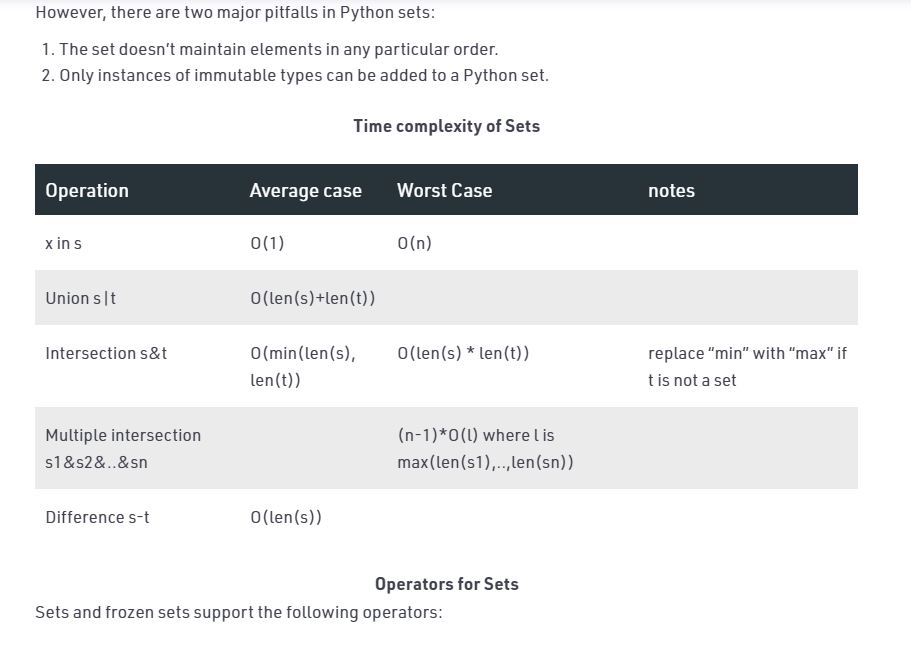 However, there are two major pitfalls in Python sets:
1. The set doesn't maintain elements in any particular order.
2. Only instances of immutable types can be added to a Python set.
Time complexity of Sets
Operation Average case Worst Case notes
x in s O(1) O(n)
Union s|t O(len(s)+len(t))
Intersection s&t O(min(len(s), O(len(s) * len(t)) replace “min” with “max” if
len(t)) t is not a set
Multiple intersection (n-1)*O(l) where l is
s1&s2&..&sn max(len(s1),..,len(sn))
Difference s-t O(len(s))
Operators for Sets
Sets and frozen sets support the following operators: